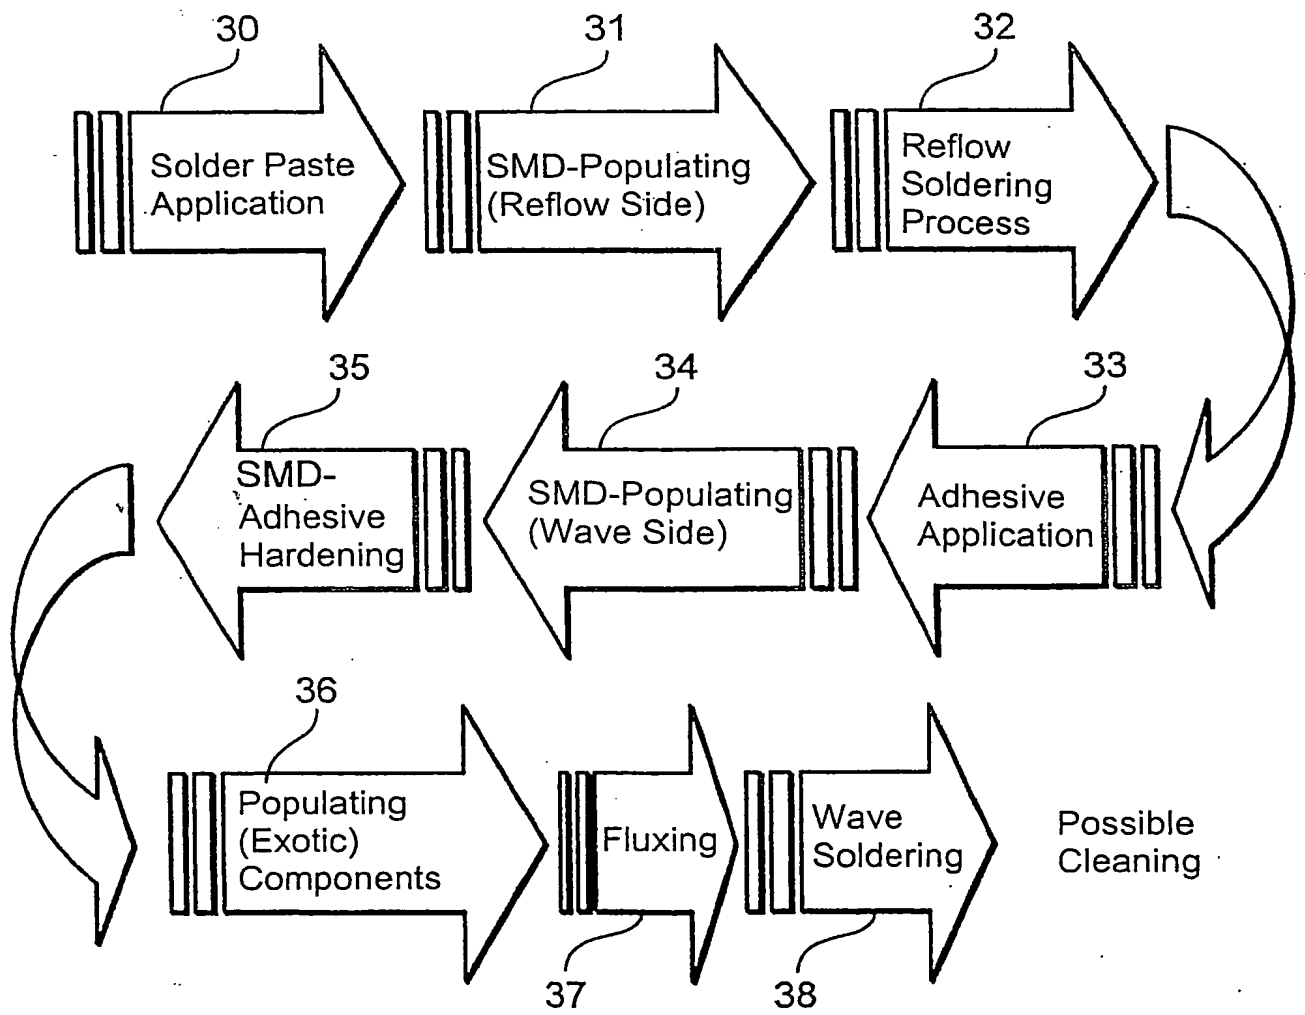 30
31
32
Solder Paste
Application
SMD-Populating
(Reflow Side)
Reflow
Soldering
Process
35
34
33
SMD-
Adhesive
Hardening
SMD-Populating
(Wave Side)
Adhesive
Application
36
Populating
(Exotic)
Components
Fluxing
Wave
Soldering
Possible
Cleaning
37
38